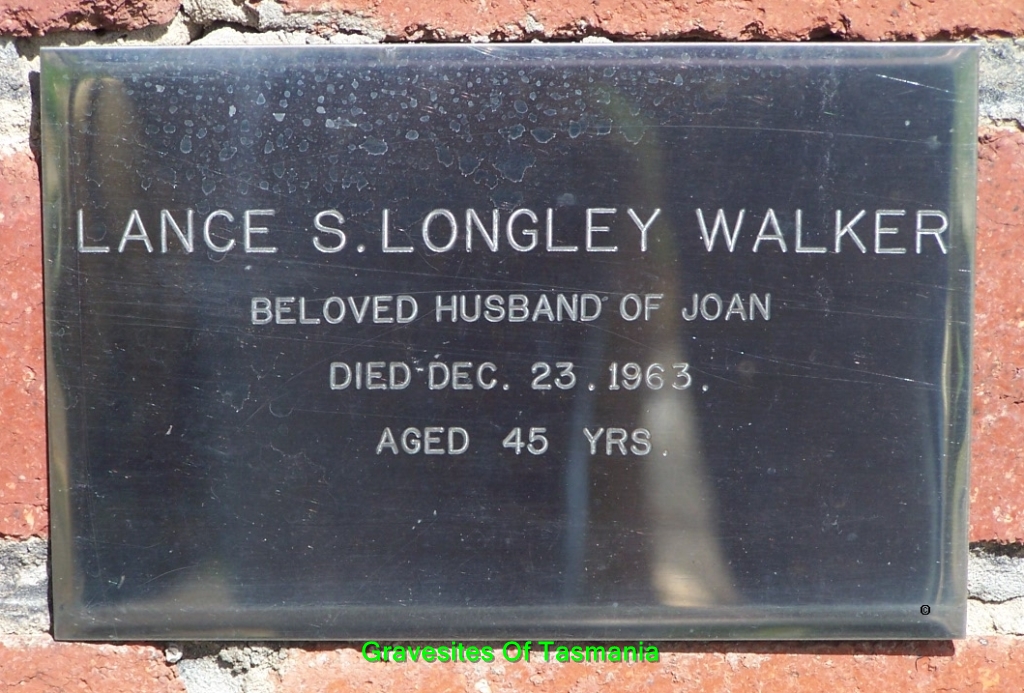 LANCE S. LONGLEY WALKER
BELOVED HUSBAND OF JOAN
DIED DEC. 23. 1963.
AGED 45 YRS.
©
Gravesites Of Tasmania